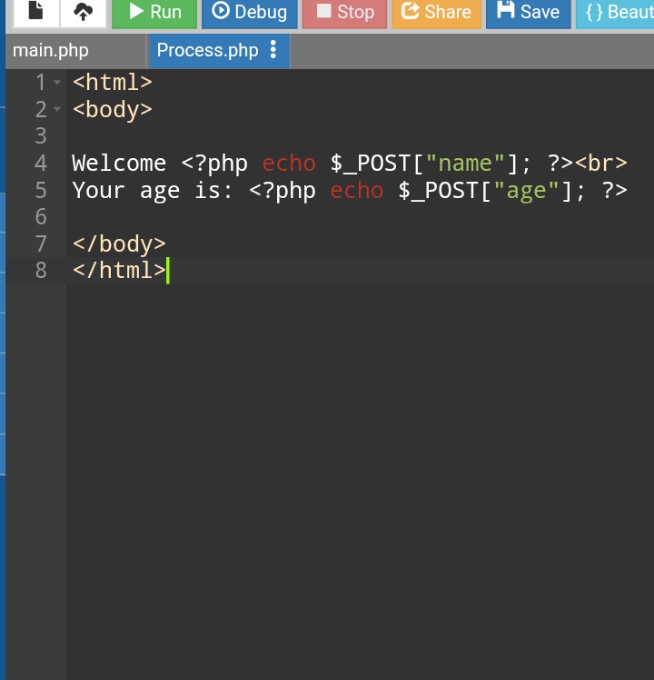 Run Debug Stop Share Save { } Beaut
main.php Process.php
1 <html>
2 <body>
3
4 Welcome <?php echo $_POST["name"]; ?><br>
5 Your age is: <?php echo $_POST["age"]; ?>
6
7 </body>
8 </html>